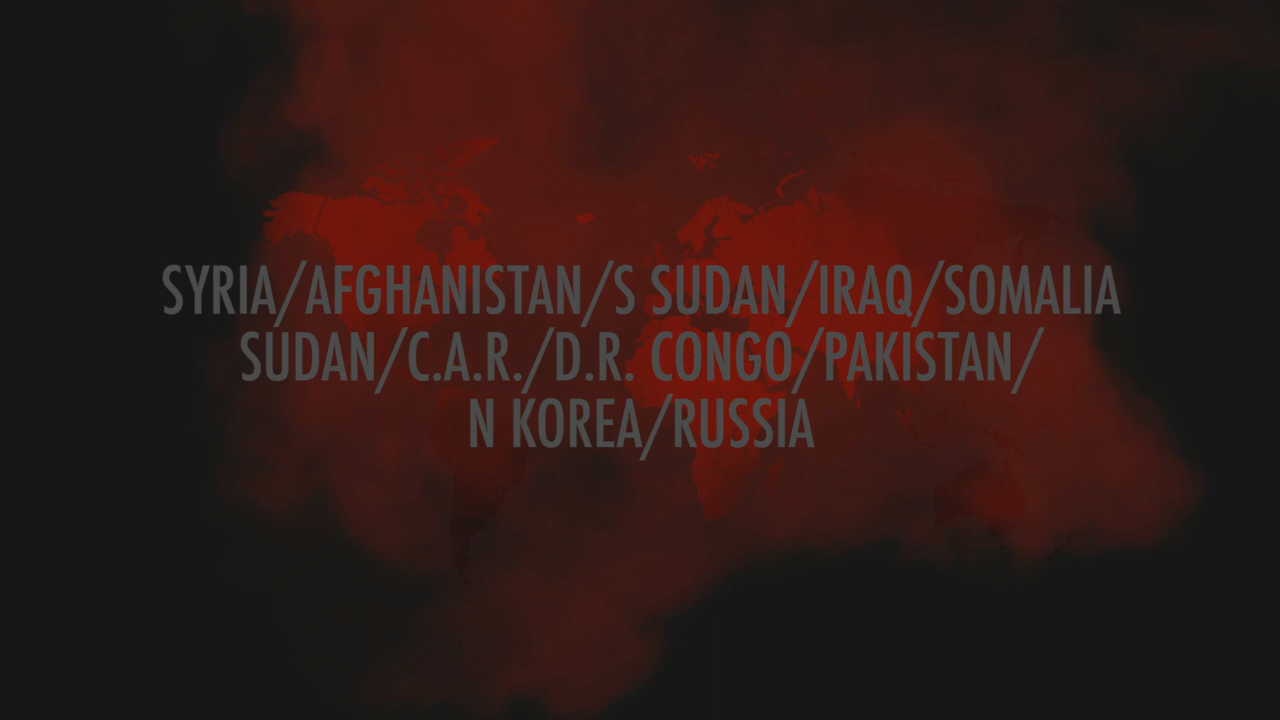 SYRIA/AFGHANISTAN/S SUDAN/IRAQ/SOMALIA
SUDAN/C.A.R./D.R. CONGO/PAKISTAN/
N KOREA/RUSSIA